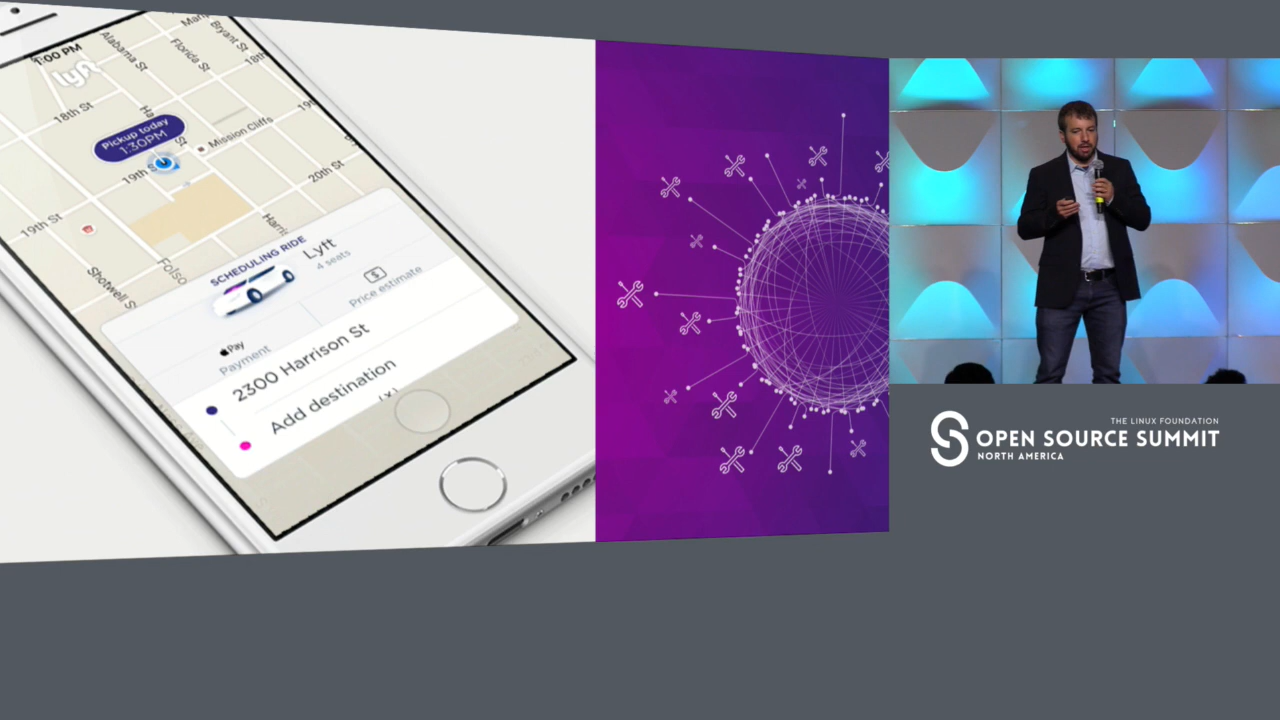 1:00 PM
lyft
Alabama St
Florida St
Bryant St
18th
18th St
Pickup today
1:30PM
Mission Cliffs
19th S
20th St
19th St
Harri
Folso
Shotwell S
SCHEDULING RIDE
Lyft
4 seats
Price estimate
Pay
Payment
2300 Harrison St
Add destination
THE LINUX FOUNDATION
OPEN SOURCE SUMMIT
NORTH AMERICA